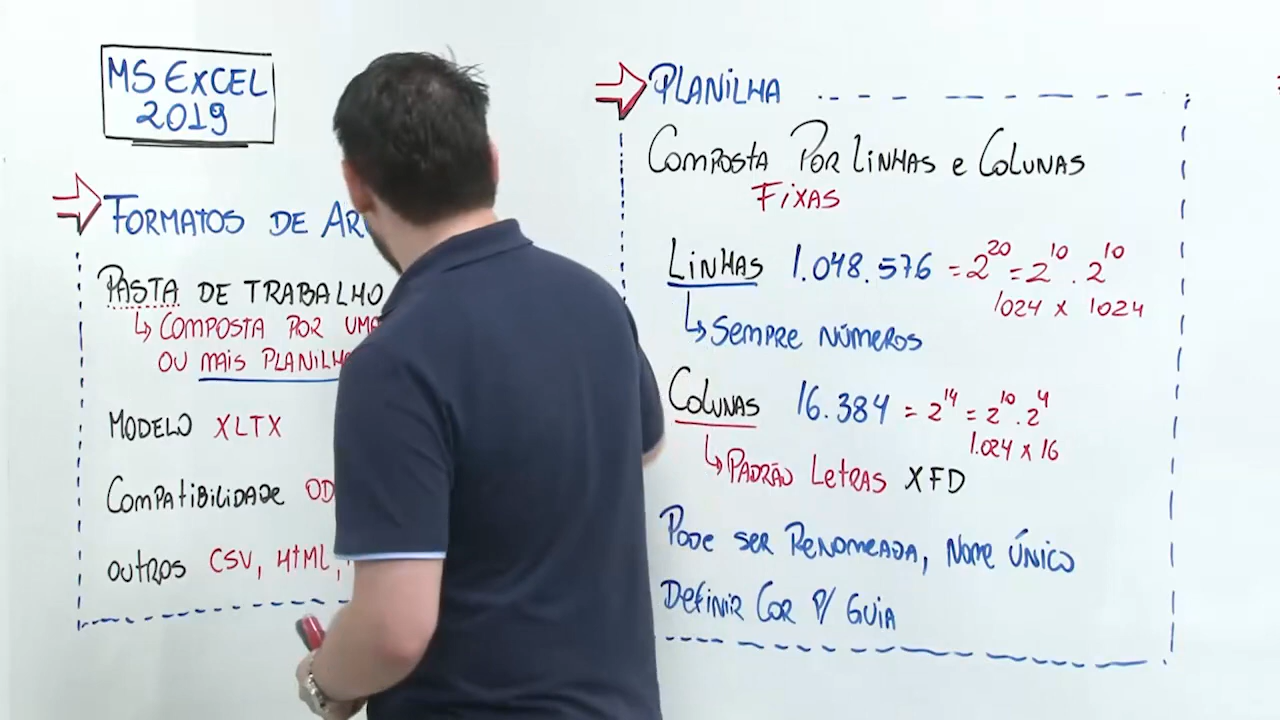 MS EXCEL
2019
FORMATOS DE
PASTA DE TRABALHO
↳ COMPOSTA POR UMA
OU MAIS PLANILHA
MODELO XLTX
COMPATIBILIDADE OD
OUTROS CSV, HTML,
PLANILHA
COMPOSTA POR LINHAS E COLUNAS
FIXAS
LINHAS 1.048.576 = 2²⁰ = 2¹⁰ . 2¹⁰
1024 x 1024
↳ SEMPRE NÚMEROS
COLUNAS 16.384 = 2¹⁴ = 2¹⁰ . 2⁴
1.024 x 16
↳ PADRÃO LETRAS XFD
PODE SER RENOMEADA, NOME ÚNICO
DEFINIR COR P/ GUIA